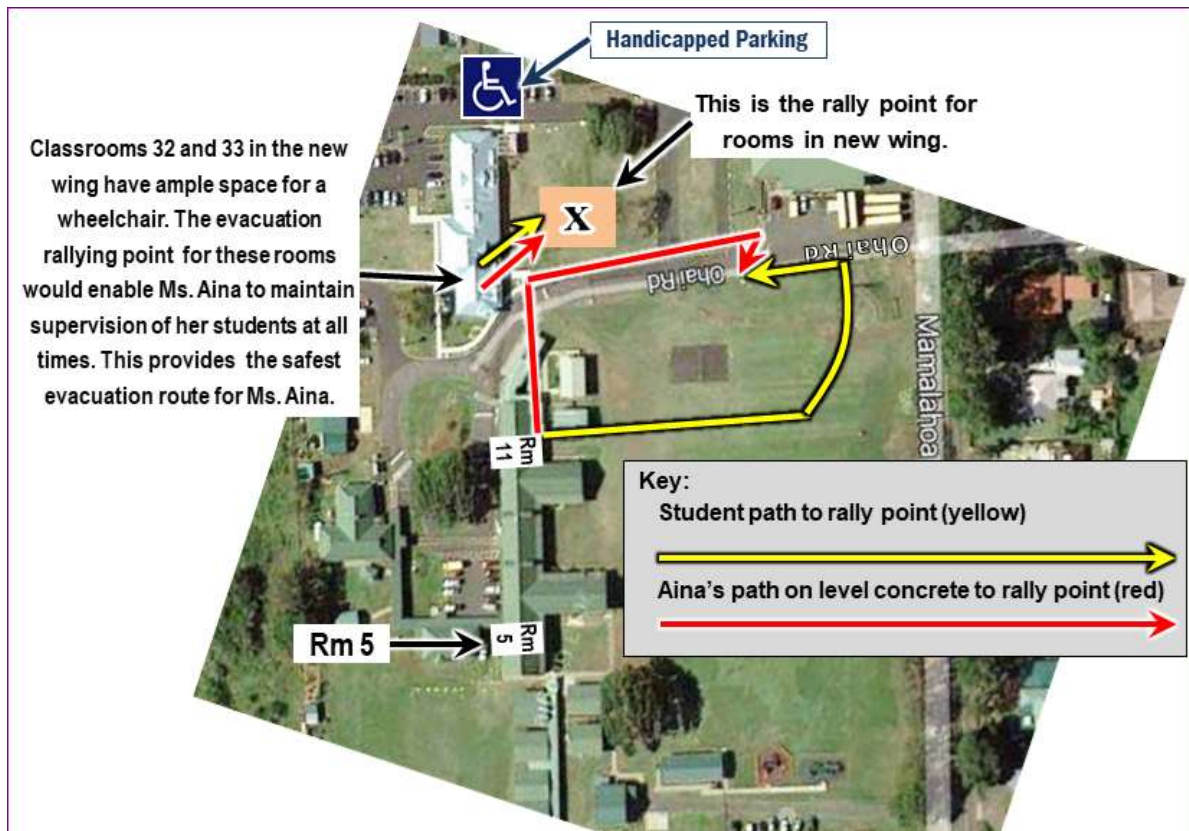 Handicapped Parking
This is the rally point for
rooms in new wing.
Classrooms 32 and 33 in the new
wing have ample space for a
wheelchair. The evacuation
rallying point for these rooms
would enable Ms. Aina to maintain
supervision of her students at all
times. This provides the safest
evacuation route for Ms. Aina.
X
Ohai Rd
Ohai Rd
Mamalahoa
Rm
11
Key:
Student path to rally point (yellow)
Aina's path on level concrete to rally point (red)
Rm 5
Rm
5